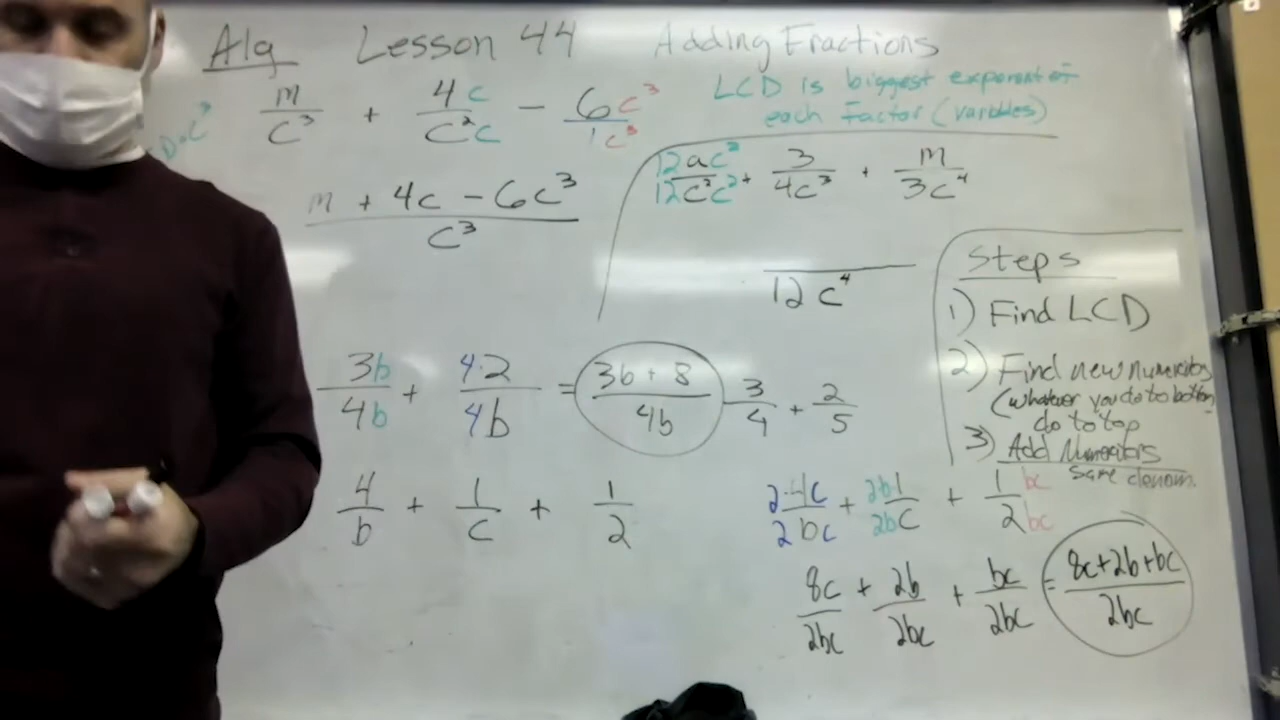 Alg Lesson 44 Adding Fractions
LCD is biggest exponent of
each factor (variables)
m/c³ + 4c/c²c - 6c³/1c³
D=c³
m + 4c - 6c³
c³
12ac²/12c²c² + 3/4c³ + m/3c⁴
12c⁴
Steps
1) Find LCD
2) Find new numerators
(whatever you do to bottom
do to top
3) Add Numeritors
same denom.
3b/4b + 4·2/4b = 3b + 8/4b
3/4 + 2/5
4/b + 1/c + 1/2
2·4c/2bc + 2b1/2bc + 1bc/2bc
8c/2bc + 2b/2bc + bc/2bc = 8c+2b+bc/2bc